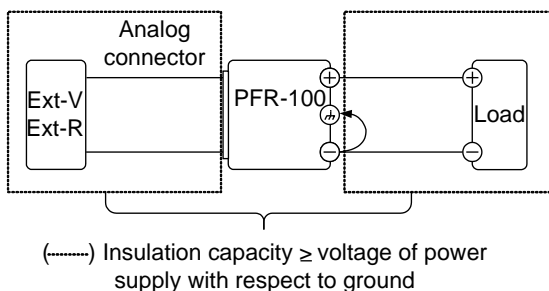 Analog
connector
Ext-V
Ext-R
PFR-100
+
+
-
-
Load
(-------) Insulation capacity ≥ voltage of power
supply with respect to ground